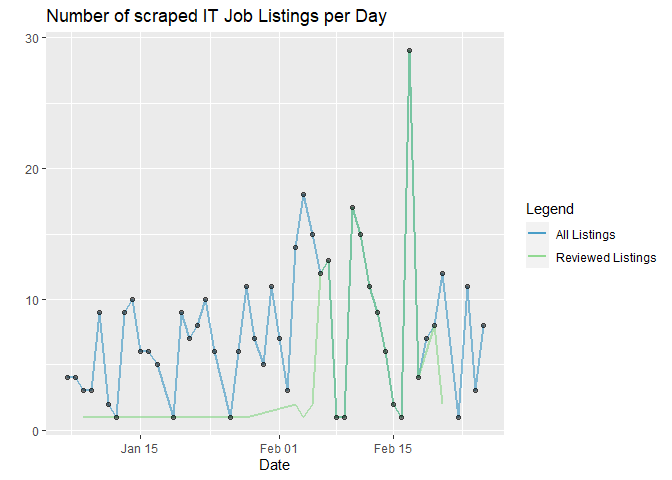 Number of scraped IT Job Listings per Day
30
20
10
0
Jan 15
Feb 01
Feb 15
Date
Legend
All Listings
Reviewed Listings